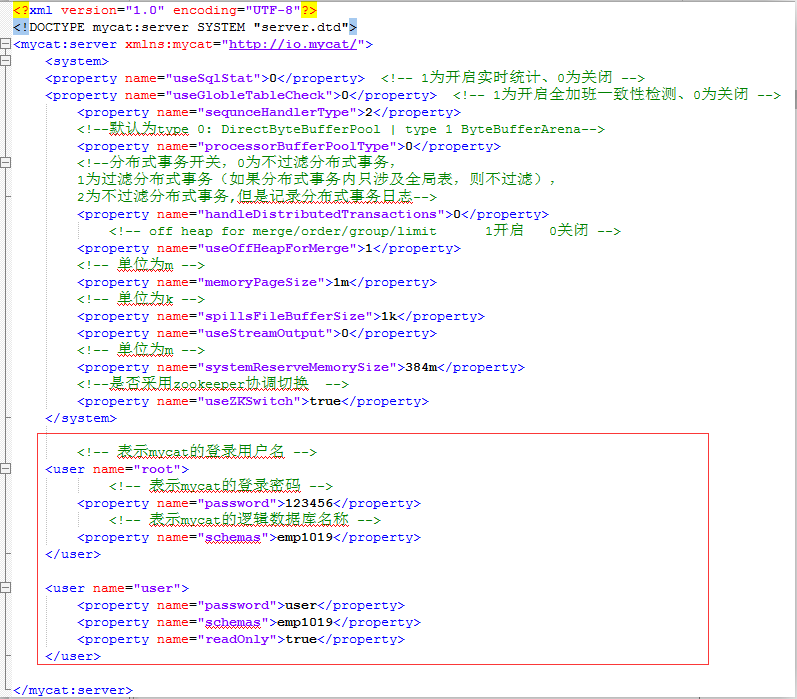 <?xml version="1.0" encoding="UTF-8"?>
<!DOCTYPE mycat:server SYSTEM "server.dtd">
<mycat:server xmlns:mycat="http://io.mycat/">
<system>
<property name="useSqlStat">0</property>  <!-- 1为开启实时统计、0为关闭 -->
<property name="useGlobleTableCheck">0</property>  <!-- 1为开启全加班一致性检测、0为关闭 -->
<property name="sequnceHandlerType">2</property>
<!--默认为type 0: DirectByteBufferPool | type 1 ByteBufferArena-->
<property name="processorBufferPoolType">0</property>
<!--分布式事务开关，0为不过滤分布式事务，
1为过滤分布式事务（如果分布式事务内只涉及全局表，则不过滤），
2为不过滤分布式事务,但是记录分布式事务日志-->
<property name="handleDistributedTransactions">0</property>
<!-- off heap for merge/order/group/limit      1开启   0关闭 -->
<property name="useOffHeapForMerge">1</property>
<!-- 单位为m -->
<property name="memoryPageSize">1m</property>
<!-- 单位为k -->
<property name="spillsFileBufferSize">1k</property>
<property name="useStreamOutput">0</property>
<!-- 单位为m -->
<property name="systemReserveMemorySize">384m</property>
<!--是否采用zookeeper协调切换  -->
<property name="useZKSwitch">true</property>
</system>
<!-- 表示mycat的登录用户名 -->
<user name="root">
<!-- 表示mycat的登录密码 -->
<property name="password">123456</property>
<!-- 表示mycat的逻辑数据库名称 -->
<property name="schemas">emp1019</property>
</user>
<user name="user">
<property name="password">user</property>
<property name="schemas">emp1019</property>
<property name="readOnly">true</property>
</user>
</mycat:server>